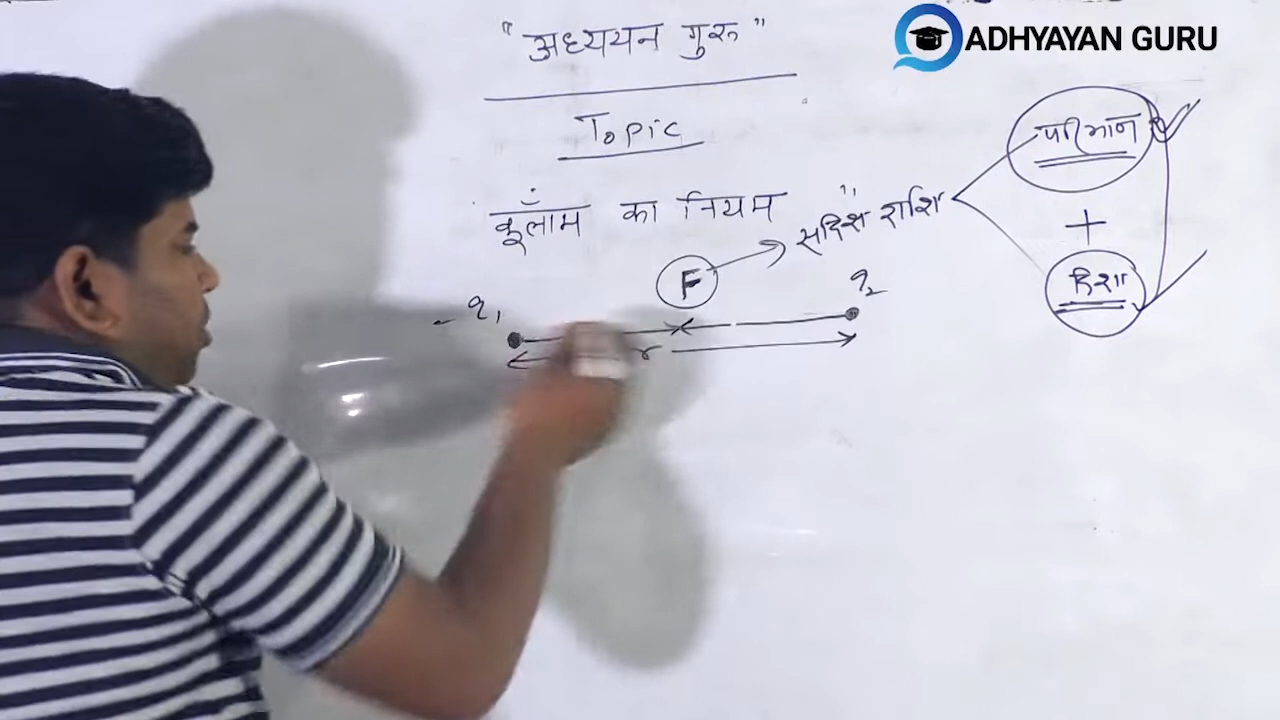 "अध्ययन गुरु"
ADHYAYAN GURU
Topic
कूलॉम का नियम"
परिमान
+
दिशा
सदिश राशि
F
- q₁
q₂
r